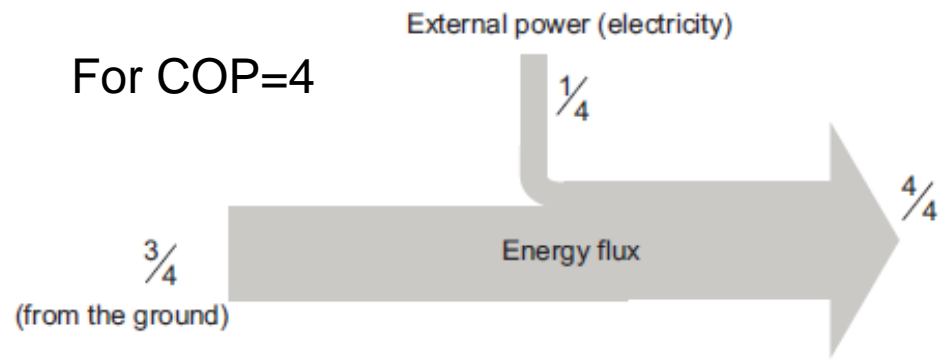 External power (electricity)
For COP=4
1/4
4/4
Energy flux
3/4
(from the ground)